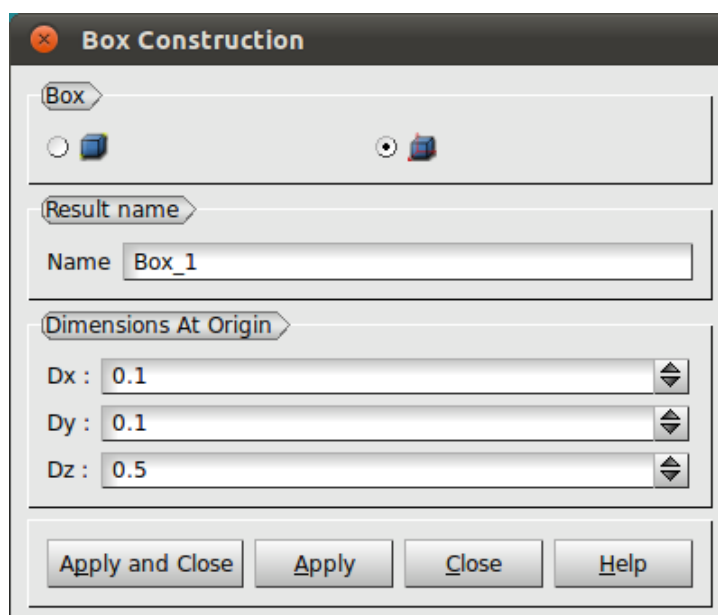 Box Construction
Box
Result name
Name Box_1
Dimensions At Origin
Dx : 0.1
Dy : 0.1
Dz : 0.5
Apply and Close Apply Close Help